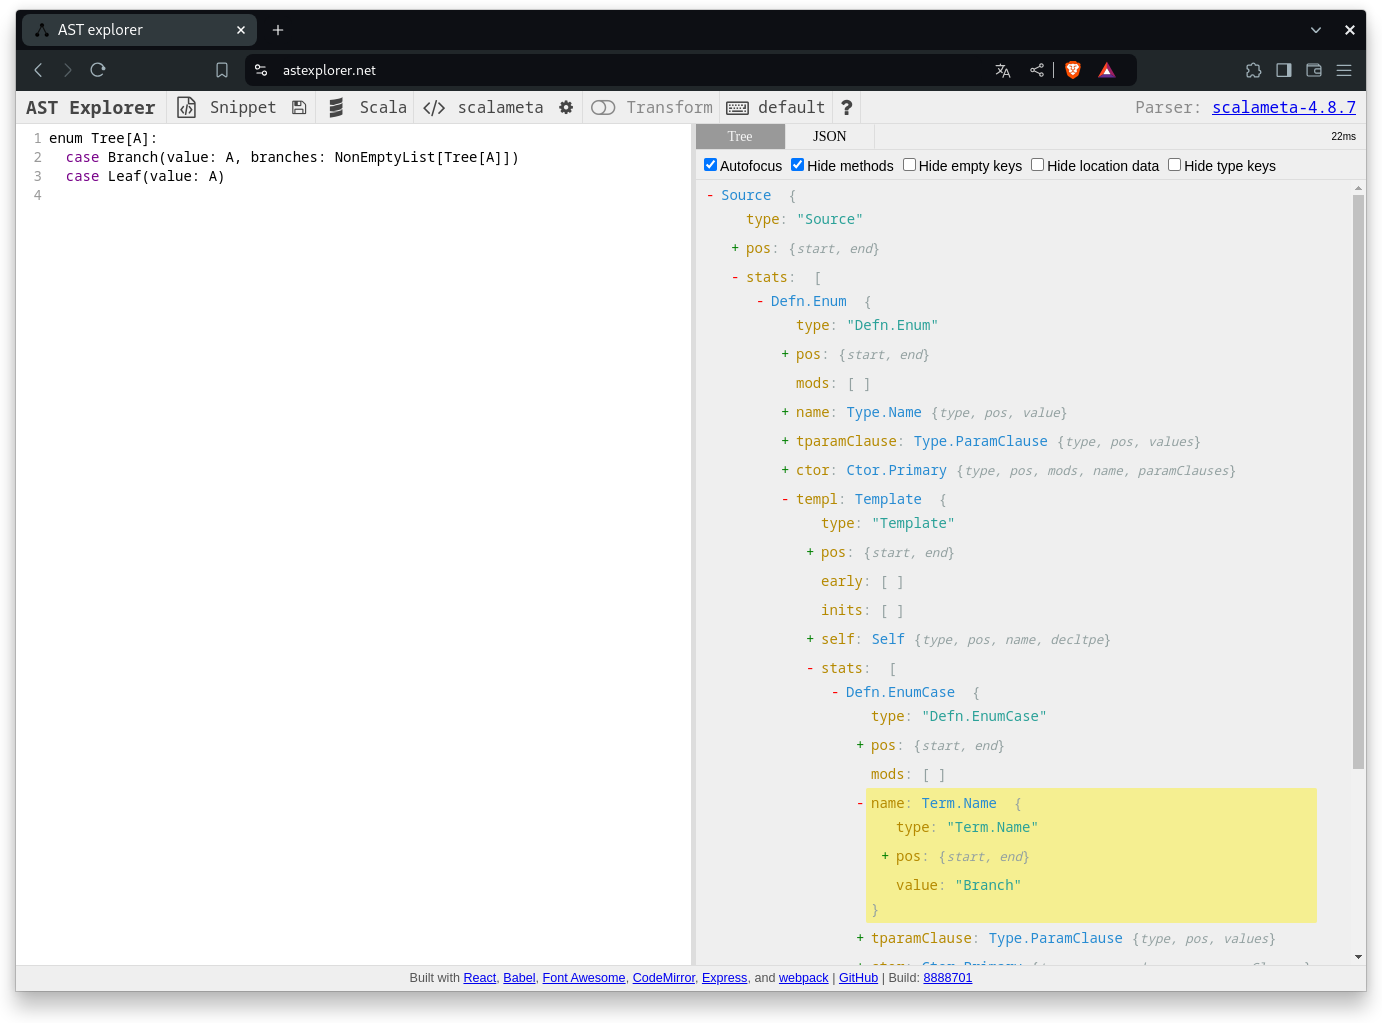 AST explorer
astexplorer.net
AST Explorer Snippet Scala scalameta Transform default ? Parser: scalameta-4.8.7
1 enum Tree[A]:
2   case Branch(value: A, branches: NonEmptyList[Tree[A]])
3   case Leaf(value: A)
4
Tree JSON 22ms
Autofocus Hide methods Hide empty keys Hide location data Hide type keys
- Source {
type: "Source"
+ pos: {start, end}
- stats: [
- Defn.Enum {
type: "Defn.Enum"
+ pos: {start, end}
mods: [ ]
+ name: Type.Name {type, pos, value}
+ tparamClause: Type.ParamClause {type, pos, values}
+ ctor: Ctor.Primary {type, pos, mods, name, paramClauses}
- templ: Template {
type: "Template"
+ pos: {start, end}
early: [ ]
inits: [ ]
+ self: Self {type, pos, name, decltpe}
- stats: [
- Defn.EnumCase {
type: "Defn.EnumCase"
+ pos: {start, end}
mods: [ ]
- name: Term.Name {
type: "Term.Name"
+ pos: {start, end}
value: "Branch"
}
+ tparamClause: Type.ParamClause {type, pos, values}
Built with React, Babel, Font Awesome, CodeMirror, Express, and webpack | GitHub | Build: 8888701